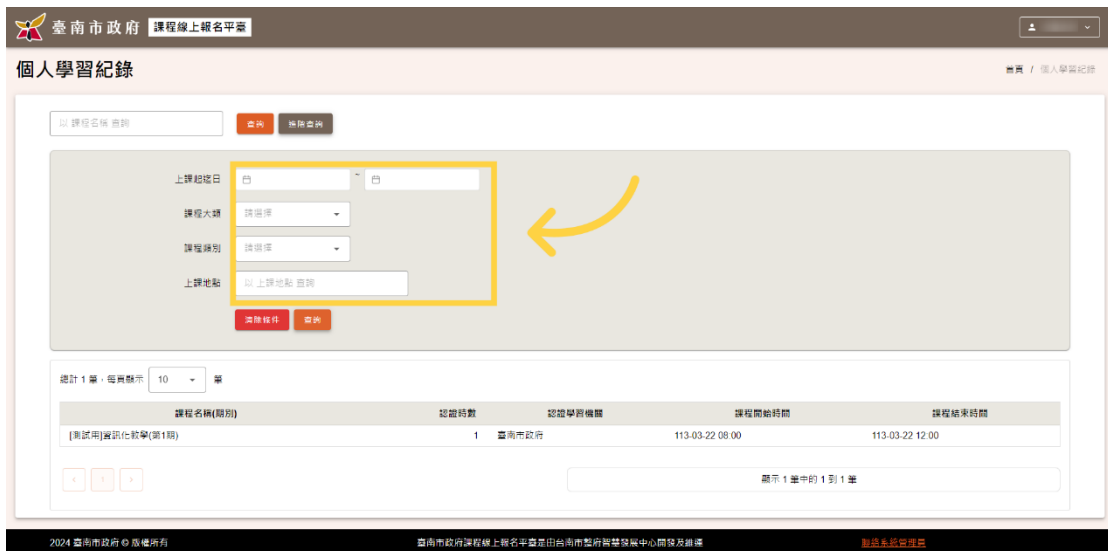 臺南市政府 課程線上報名平臺
個人學習紀錄
首頁 / 個人學習紀錄
以 課程名稱 查詢
查詢 進階查詢
上課起迄日 ~
課程大類 請選擇
課程類別 請選擇
上課地點 以 上課地點 查詢
清除條件 查詢
總計 1 筆，每頁顯示 10 筆
課程名稱(期別) 認證時數 認證學習機關 課程開始時間 課程結束時間
[測試用]資訊化教學(第1期) 1 臺南市政府 113-03-22 08:00 113-03-22 12:00
‹ 1 ›
顯示 1 筆中的 1 到 1 筆
2024 臺南市政府 © 版權所有
臺南市政府課程線上報名平臺是由台南市政府智慧發展中心開發及維運
聯絡系統管理員